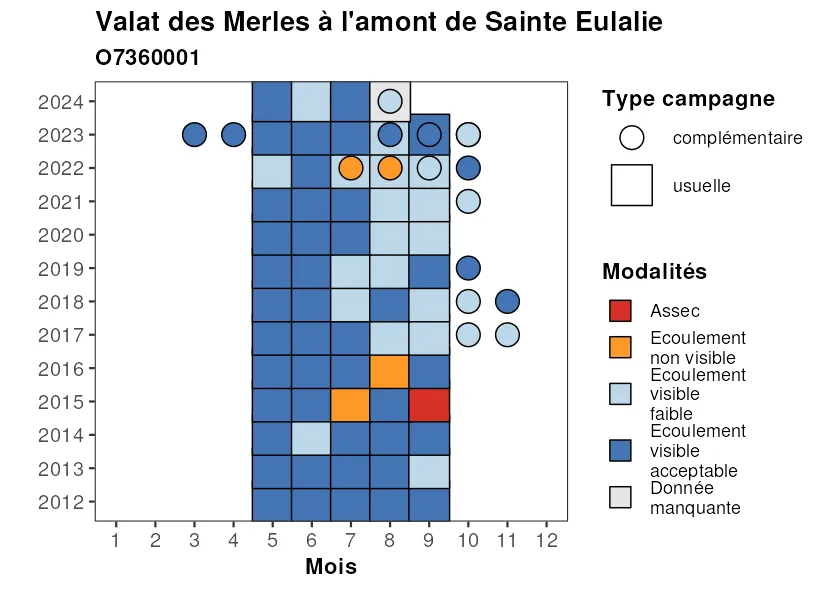 Valat des Merles à l'amont de Sainte Eulalie
O7360001
2024
2023
2022
2021
2020
2019
2018
2017
2016
2015
2014
2013
2012
1 2 3 4 5 6 7 8 9 10 11 12
Mois
Type campagne
complémentaire
usuelle
Modalités
Assec
Ecoulement
non visible
Ecoulement
visible
faible
Ecoulement
visible
acceptable
Donnée
manquante